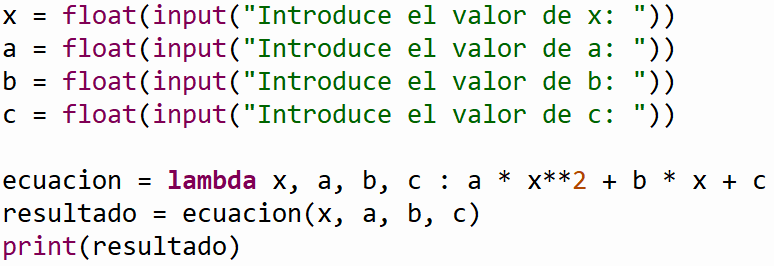 x = float(input("Introduce el valor de x: "))
a = float(input("Introduce el valor de a: "))
b = float(input("Introduce el valor de b: "))
c = float(input("Introduce el valor de c: "))
ecuacion = lambda x, a, b, c : a * x**2 + b * x + c
resultado = ecuacion(x, a, b, c)
print(resultado)